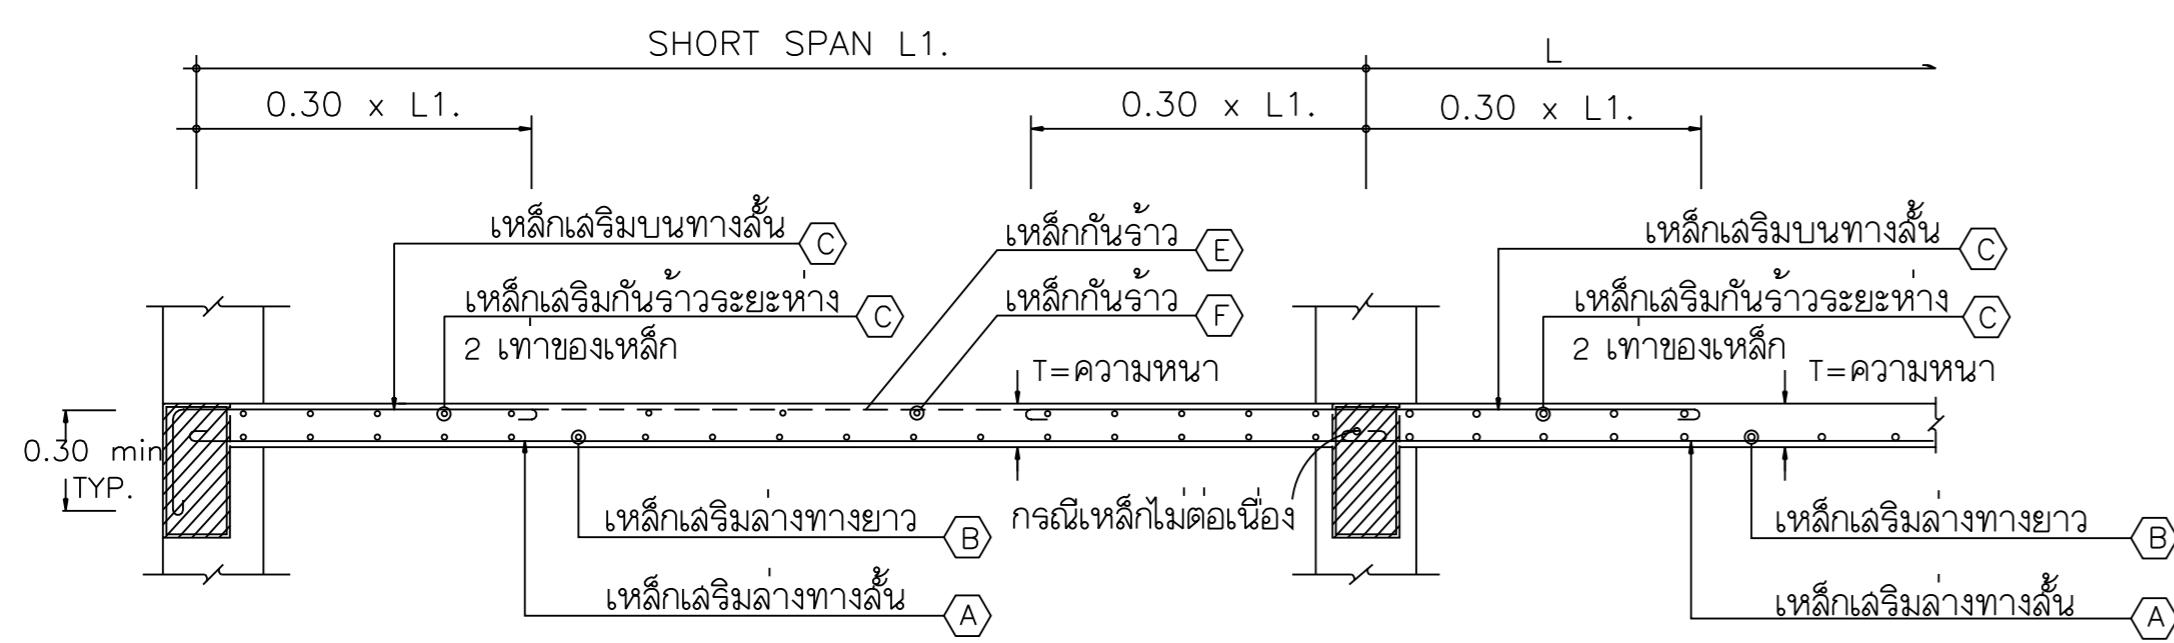 SHORT SPAN L1.
L
0.30 x L1.
0.30 x L1.
0.30 x L1.
เหล็กเสริมบนทางสั้น
C
เหล็กกันร้าว
E
เหล็กเสริมบนทางสั้น
C
เหล็กเสริมกันร้าวระยะห่าง
2 เท่าของเหล็ก
C
เหล็กกันร้าว
F
เหล็กเสริมกันร้าวระยะห่าง
2 เท่าของเหล็ก
C
T=ความหนา
T=ความหนา
0.30 min
TYP.
เหล็กเสริมล่างทางยาว
B
กรณีเหล็กไม่ต่อเนื่อง
เหล็กเสริมล่างทางยาว
B
เหล็กเสริมล่างทางสั้น
A
เหล็กเสริมล่างทางสั้น
A